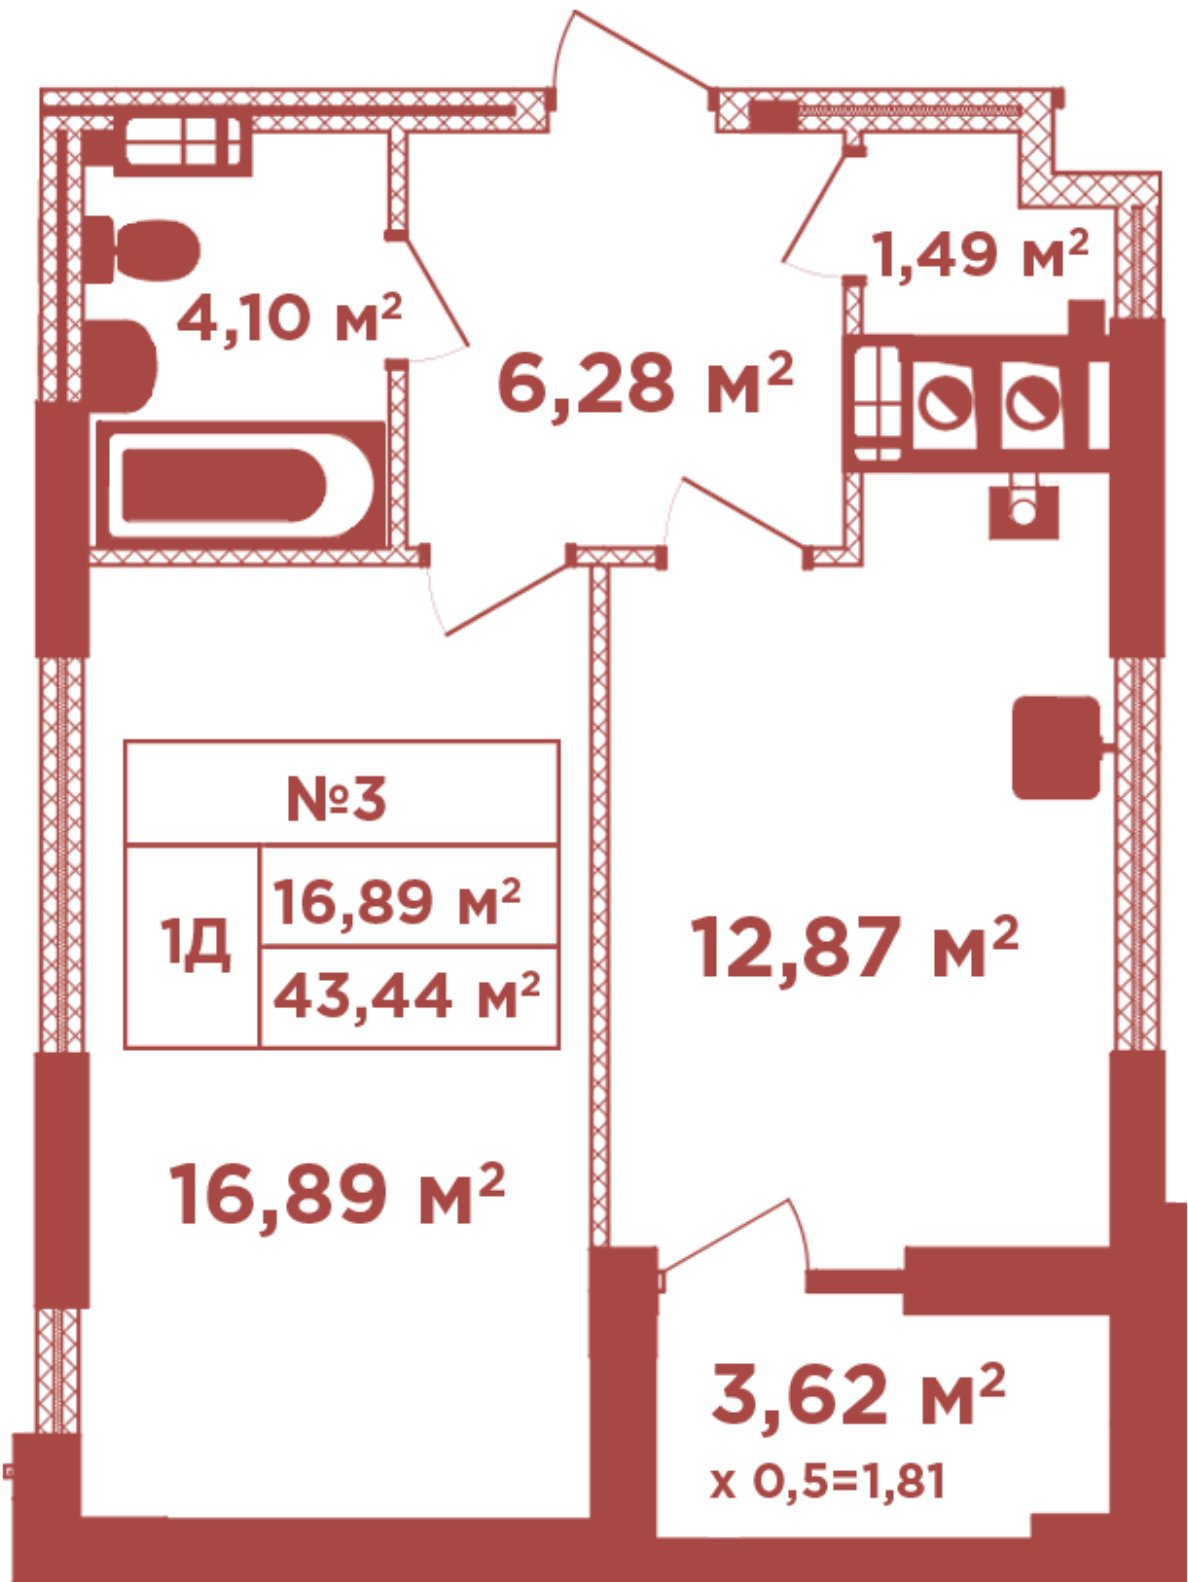 1,49 м²
4,10 м²
6,28 м²
№3
1Д
16,89 м²
43,44 м²
12,87 м²
16,89 м²
3,62 м²
х 0,5=1,81